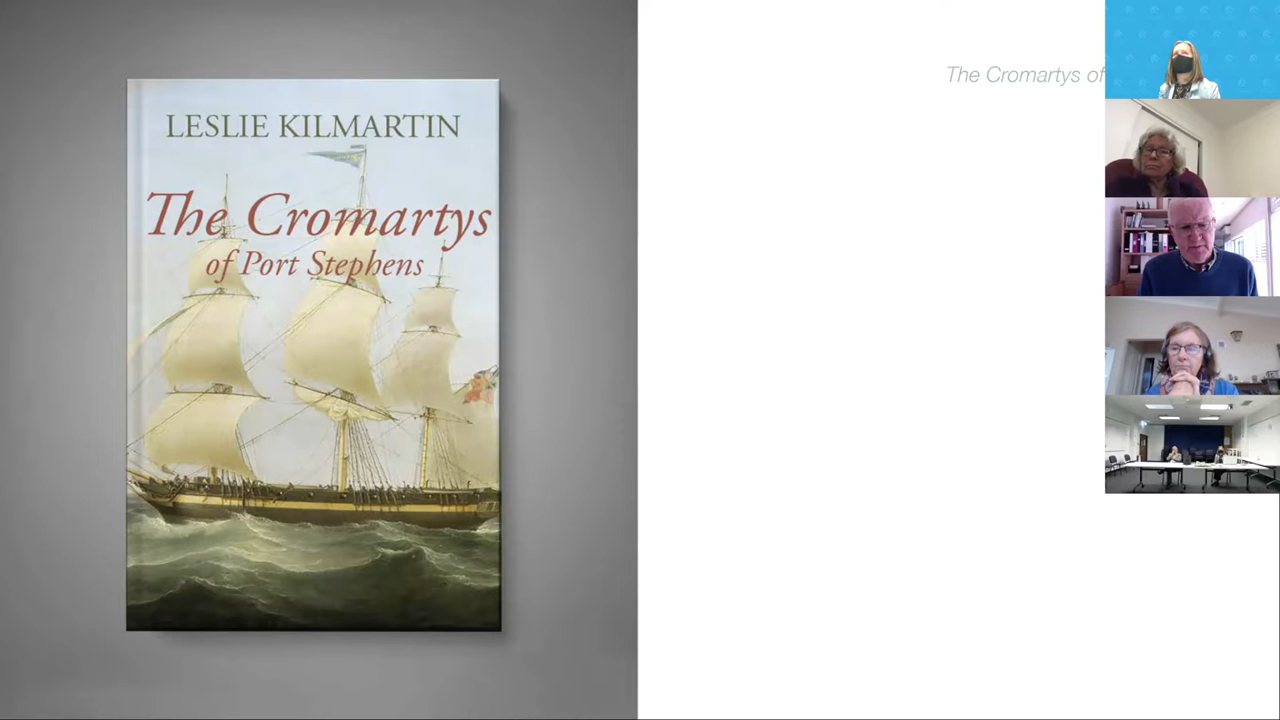 LESLIE KILMARTIN
The Cromartys
of Port Stephens
The Cromartys of